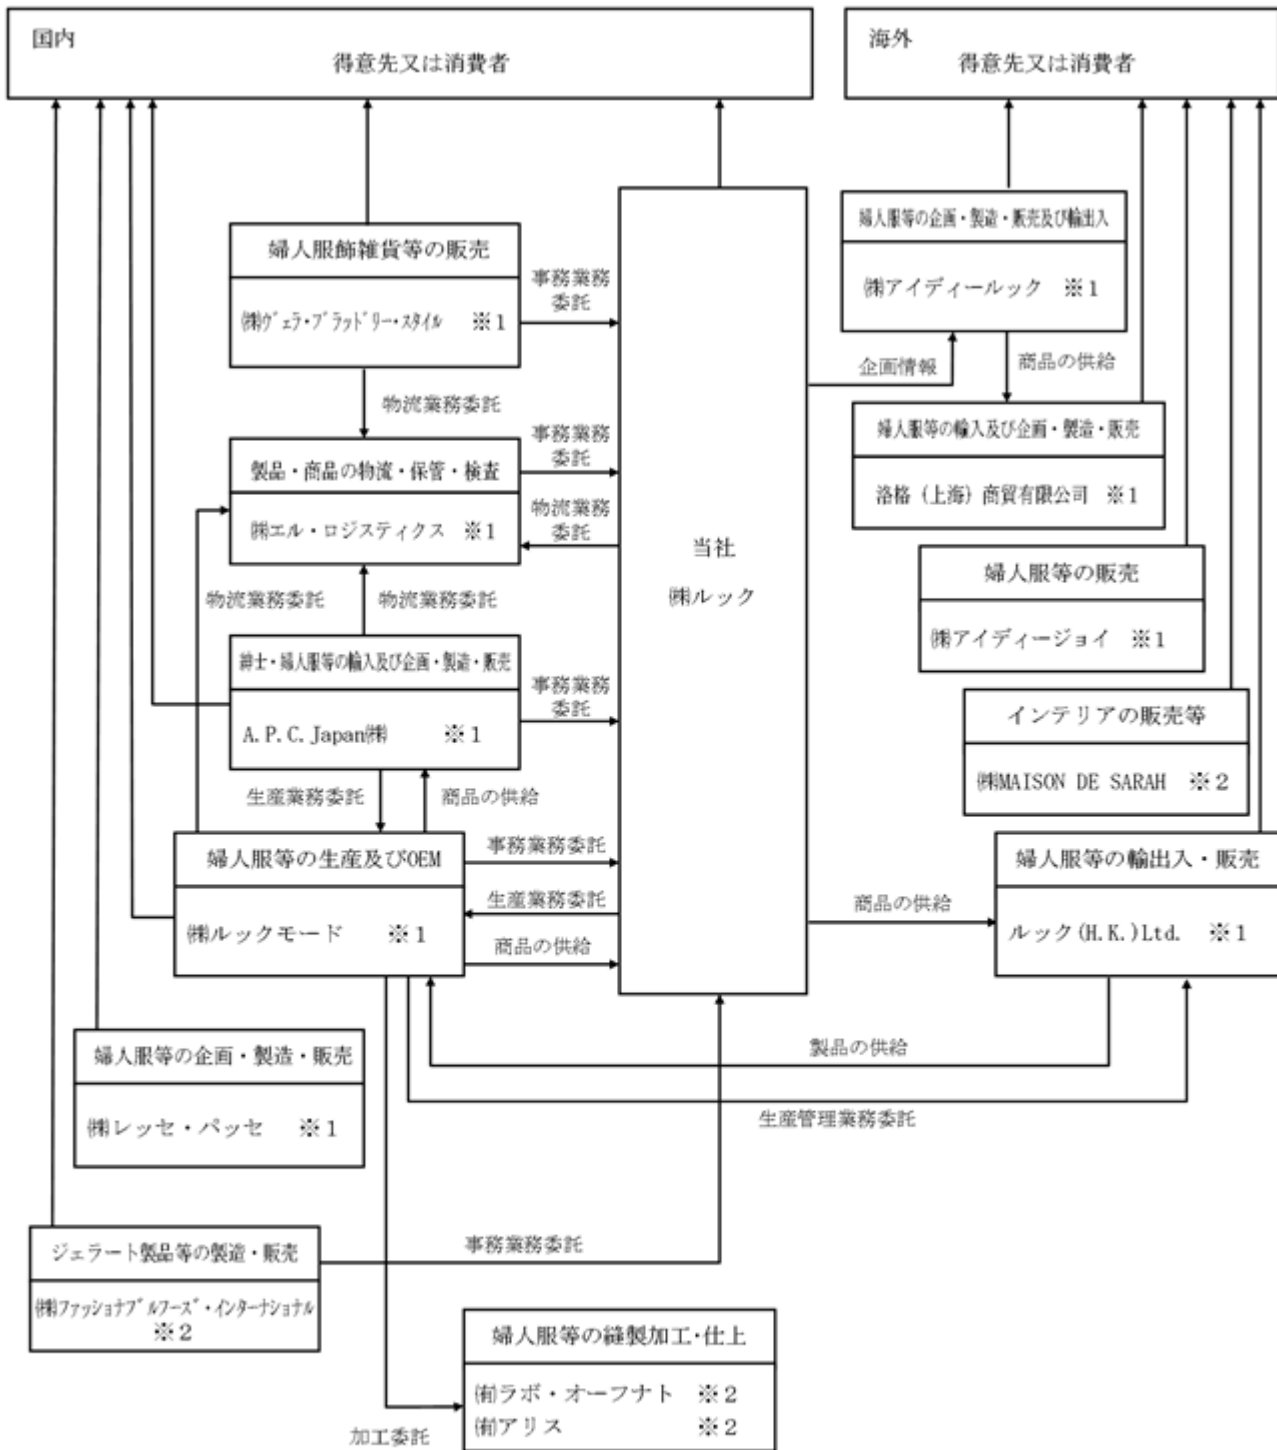 国内
得意先又は消費者
海外
得意先又は消費者
婦人服飾雑貨等の販売
㈱ヴェラ・ブラッドリー・スタイル ※1
事務業務
委託
物流業務委託
製品・商品の物流・保管・検査
㈱エル・ロジスティクス ※1
事務業務
委託
物流業務
委託
物流業務委託
物流業務委託
紳士・婦人服等の輸入及び企画・製造・販売
A.P.C.Japan㈱ ※1
事務業務
委託
生産業務委託
商品の供給
婦人服等の生産及びOEM
㈱ルックモード ※1
事務業務委託
生産業務委託
商品の供給
当社
㈱ルック
婦人服等の企画・製造・販売及び輸出入
㈱アイディールック ※1
企画情報
商品の供給
婦人服等の輸入及び企画・製造・販売
洛格（上海）商貿有限公司 ※1
婦人服等の販売
㈱アイディージョイ ※1
インテリアの販売等
㈱MAISON DE SARAH ※2
婦人服等の輸出入・販売
ルック(H.K.)Ltd. ※1
商品の供給
製品の供給
生産管理業務委託
婦人服等の企画・製造・販売
㈱レッセ・パッセ ※1
ジェラート製品等の製造・販売
㈱ファッショナブルフーズ・インターナショナル
※2
事務業務委託
婦人服等の縫製加工・仕上
㈲ラボ・オーフナト ※2
㈲アリス ※2
加工委託